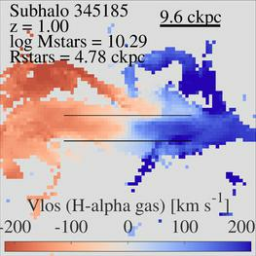 Subhalo 345185
9.6 ckpc
z = 1.00
log Mstars = 10.29
Rstars = 4.78 ckpc
Vlos (H-alpha gas) [km s⁻¹]
-200 -100 0 100 200